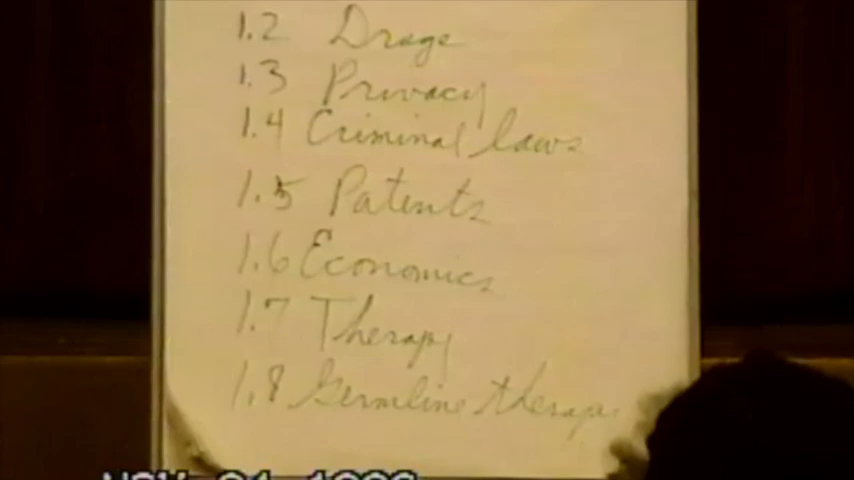 1.2 Drugs
1.3 Privacy
1.4 Criminal laws
1.5 Patents
1.6 Economics
1.7 Therapy
1.8 Germline therapy
NOV